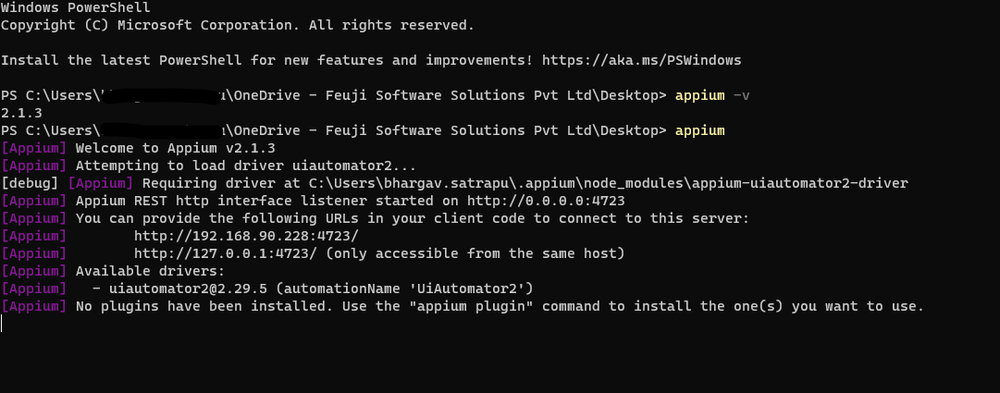 Windows PowerShell
Copyright (C) Microsoft Corporation. All rights reserved.
Install the latest PowerShell for new features and improvements! https://aka.ms/PSWindows
PS C:\Users\ \OneDrive - Feuji Software Solutions Pvt Ltd\Desktop> appium -v
2.1.3
PS C:\Users\ \OneDrive - Feuji Software Solutions Pvt Ltd\Desktop> appium
[Appium] Welcome to Appium v2.1.3
[Appium] Attempting to load driver uiautomator2...
[debug] [Appium] Requiring driver at C:\Users\bhargav.satrapu\.appium\node_modules\appium-uiautomator2-driver
[Appium] Appium REST http interface listener started on http://0.0.0.0:4723
[Appium] You can provide the following URLs in your client code to connect to this server:
[Appium] http://192.168.90.228:4723/
[Appium] http://127.0.0.1:4723/ (only accessible from the same host)
[Appium] Available drivers:
[Appium] - uiautomator2@2.29.5 (automationName 'UiAutomator2')
[Appium] No plugins have been installed. Use the "appium plugin" command to install the one(s) you want to use.